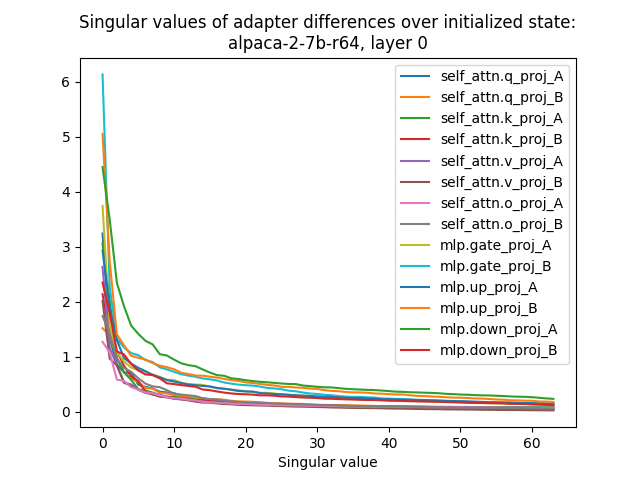 Singular values of adapter differences over initialized state:
alpaca-2-7b-r64, layer 0
6
5
4
3
2
1
0
self_attn.q_proj_A
self_attn.q_proj_B
self_attn.k_proj_A
self_attn.k_proj_B
self_attn.v_proj_A
self_attn.v_proj_B
self_attn.o_proj_A
self_attn.o_proj_B
mlp.gate_proj_A
mlp.gate_proj_B
mlp.up_proj_A
mlp.up_proj_B
mlp.down_proj_A
mlp.down_proj_B
0 10 20 30 40 50 60
Singular value